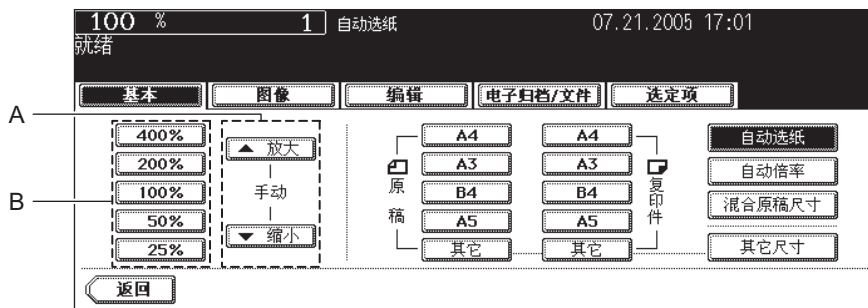 100 % 1 自动选纸 07.21.2005 17:01
就绪
基本 图像 编辑 电子归档/文件 选定项
A
B
400%
200%
100%
50%
25%
▲ 放大
手动
▼ 缩小
原稿
A4
A3
B4
A5
其它
A4
A3
B4
A5
其它
复印件
自动选纸
自动倍率
混合原稿尺寸
其它尺寸
返回